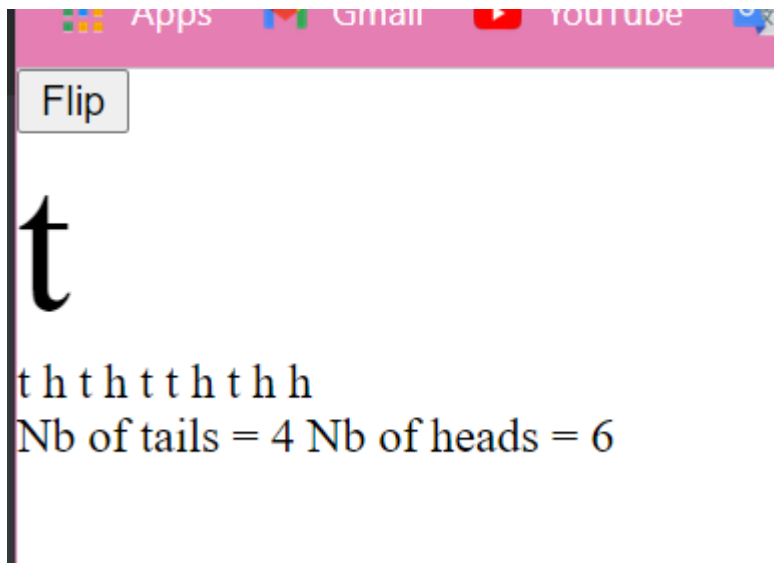 Apps Gmail YouTube
Flip
t
t h t h t t h t h h
Nb of tails = 4 Nb of heads = 6